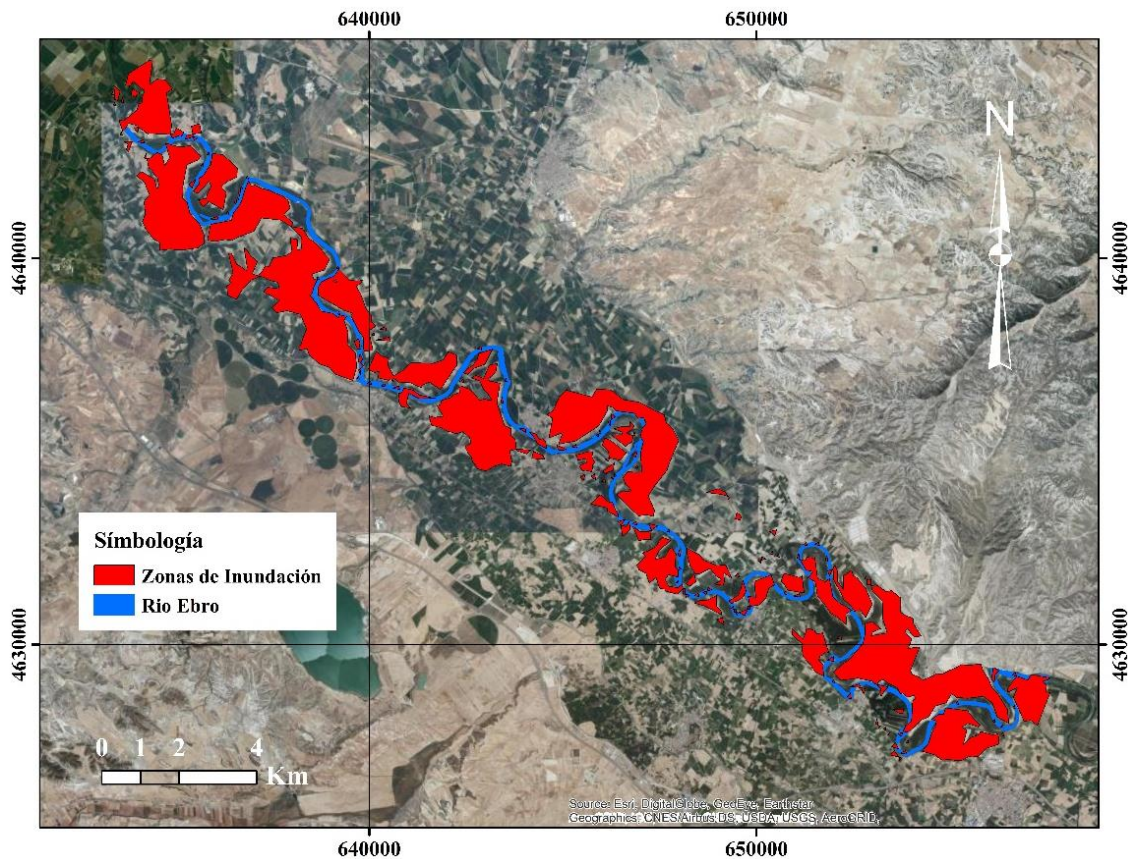 640000 650000
N
4640000 4640000
Símbología
Zonas de Inundación
Rio Ebro
4630000 4630000
0 1 2 4
Km
Source: Esri, DigitalGlobe, GeoEye, Earthstar
Geographics, CNES/Airbus DS, USDA, USGS, AeroGRID,
640000 650000